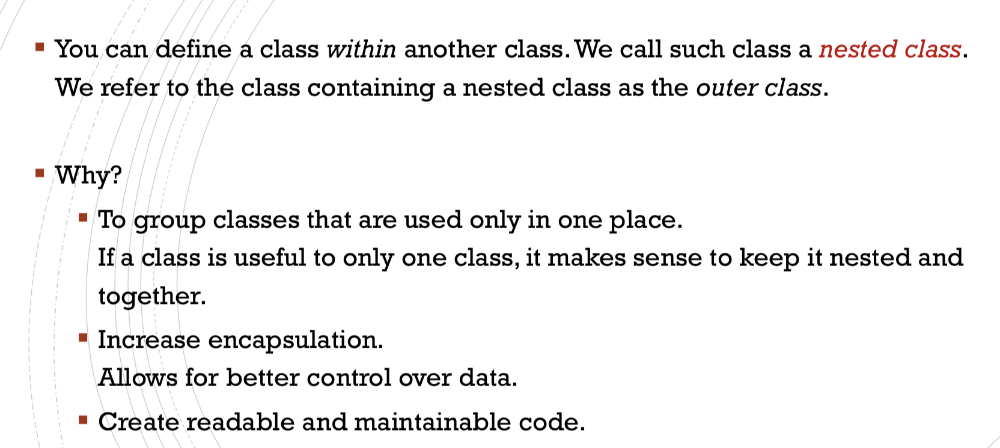 You can define a class within another class. We call such class a nested class.
We refer to the class containing a nested class as the outer class.
Why?
To group classes that are used only in one place.
If a class is useful to only one class, it makes sense to keep it nested and
together.
Increase encapsulation.
Allows for better control over data.
Create readable and maintainable code.